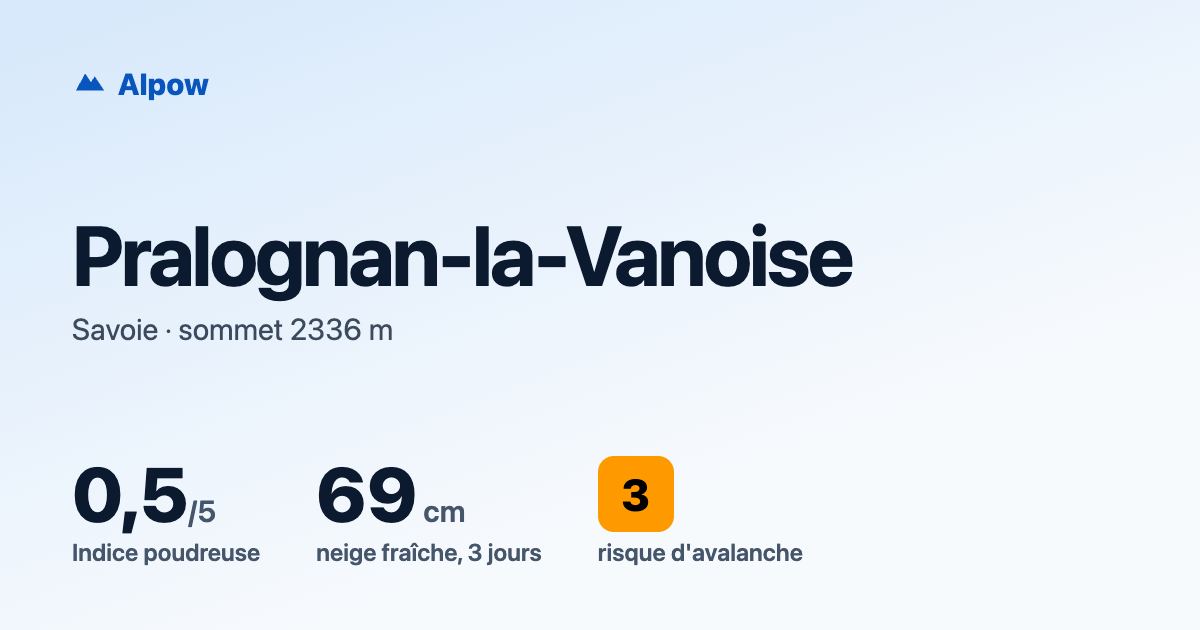 Alpow
Pralognan-la-Vanoise
Savoie · sommet 2336 m
0,5/5
Indice poudreuse
69 cm
neige fraîche, 3 jours
3
risque d'avalanche